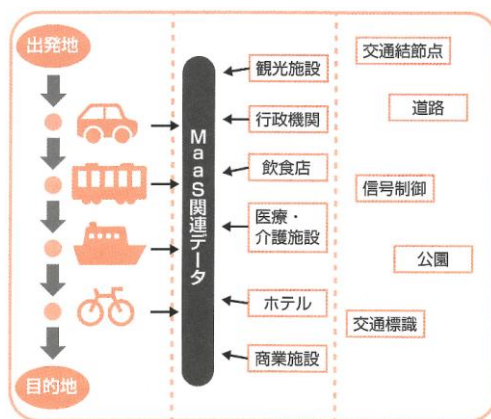 出発地
目的地
MaaS関連データ
観光施設
行政機関
飲食店
医療・
介護施設
ホテル
商業施設
交通結節点
道路
信号制御
公園
交通標識